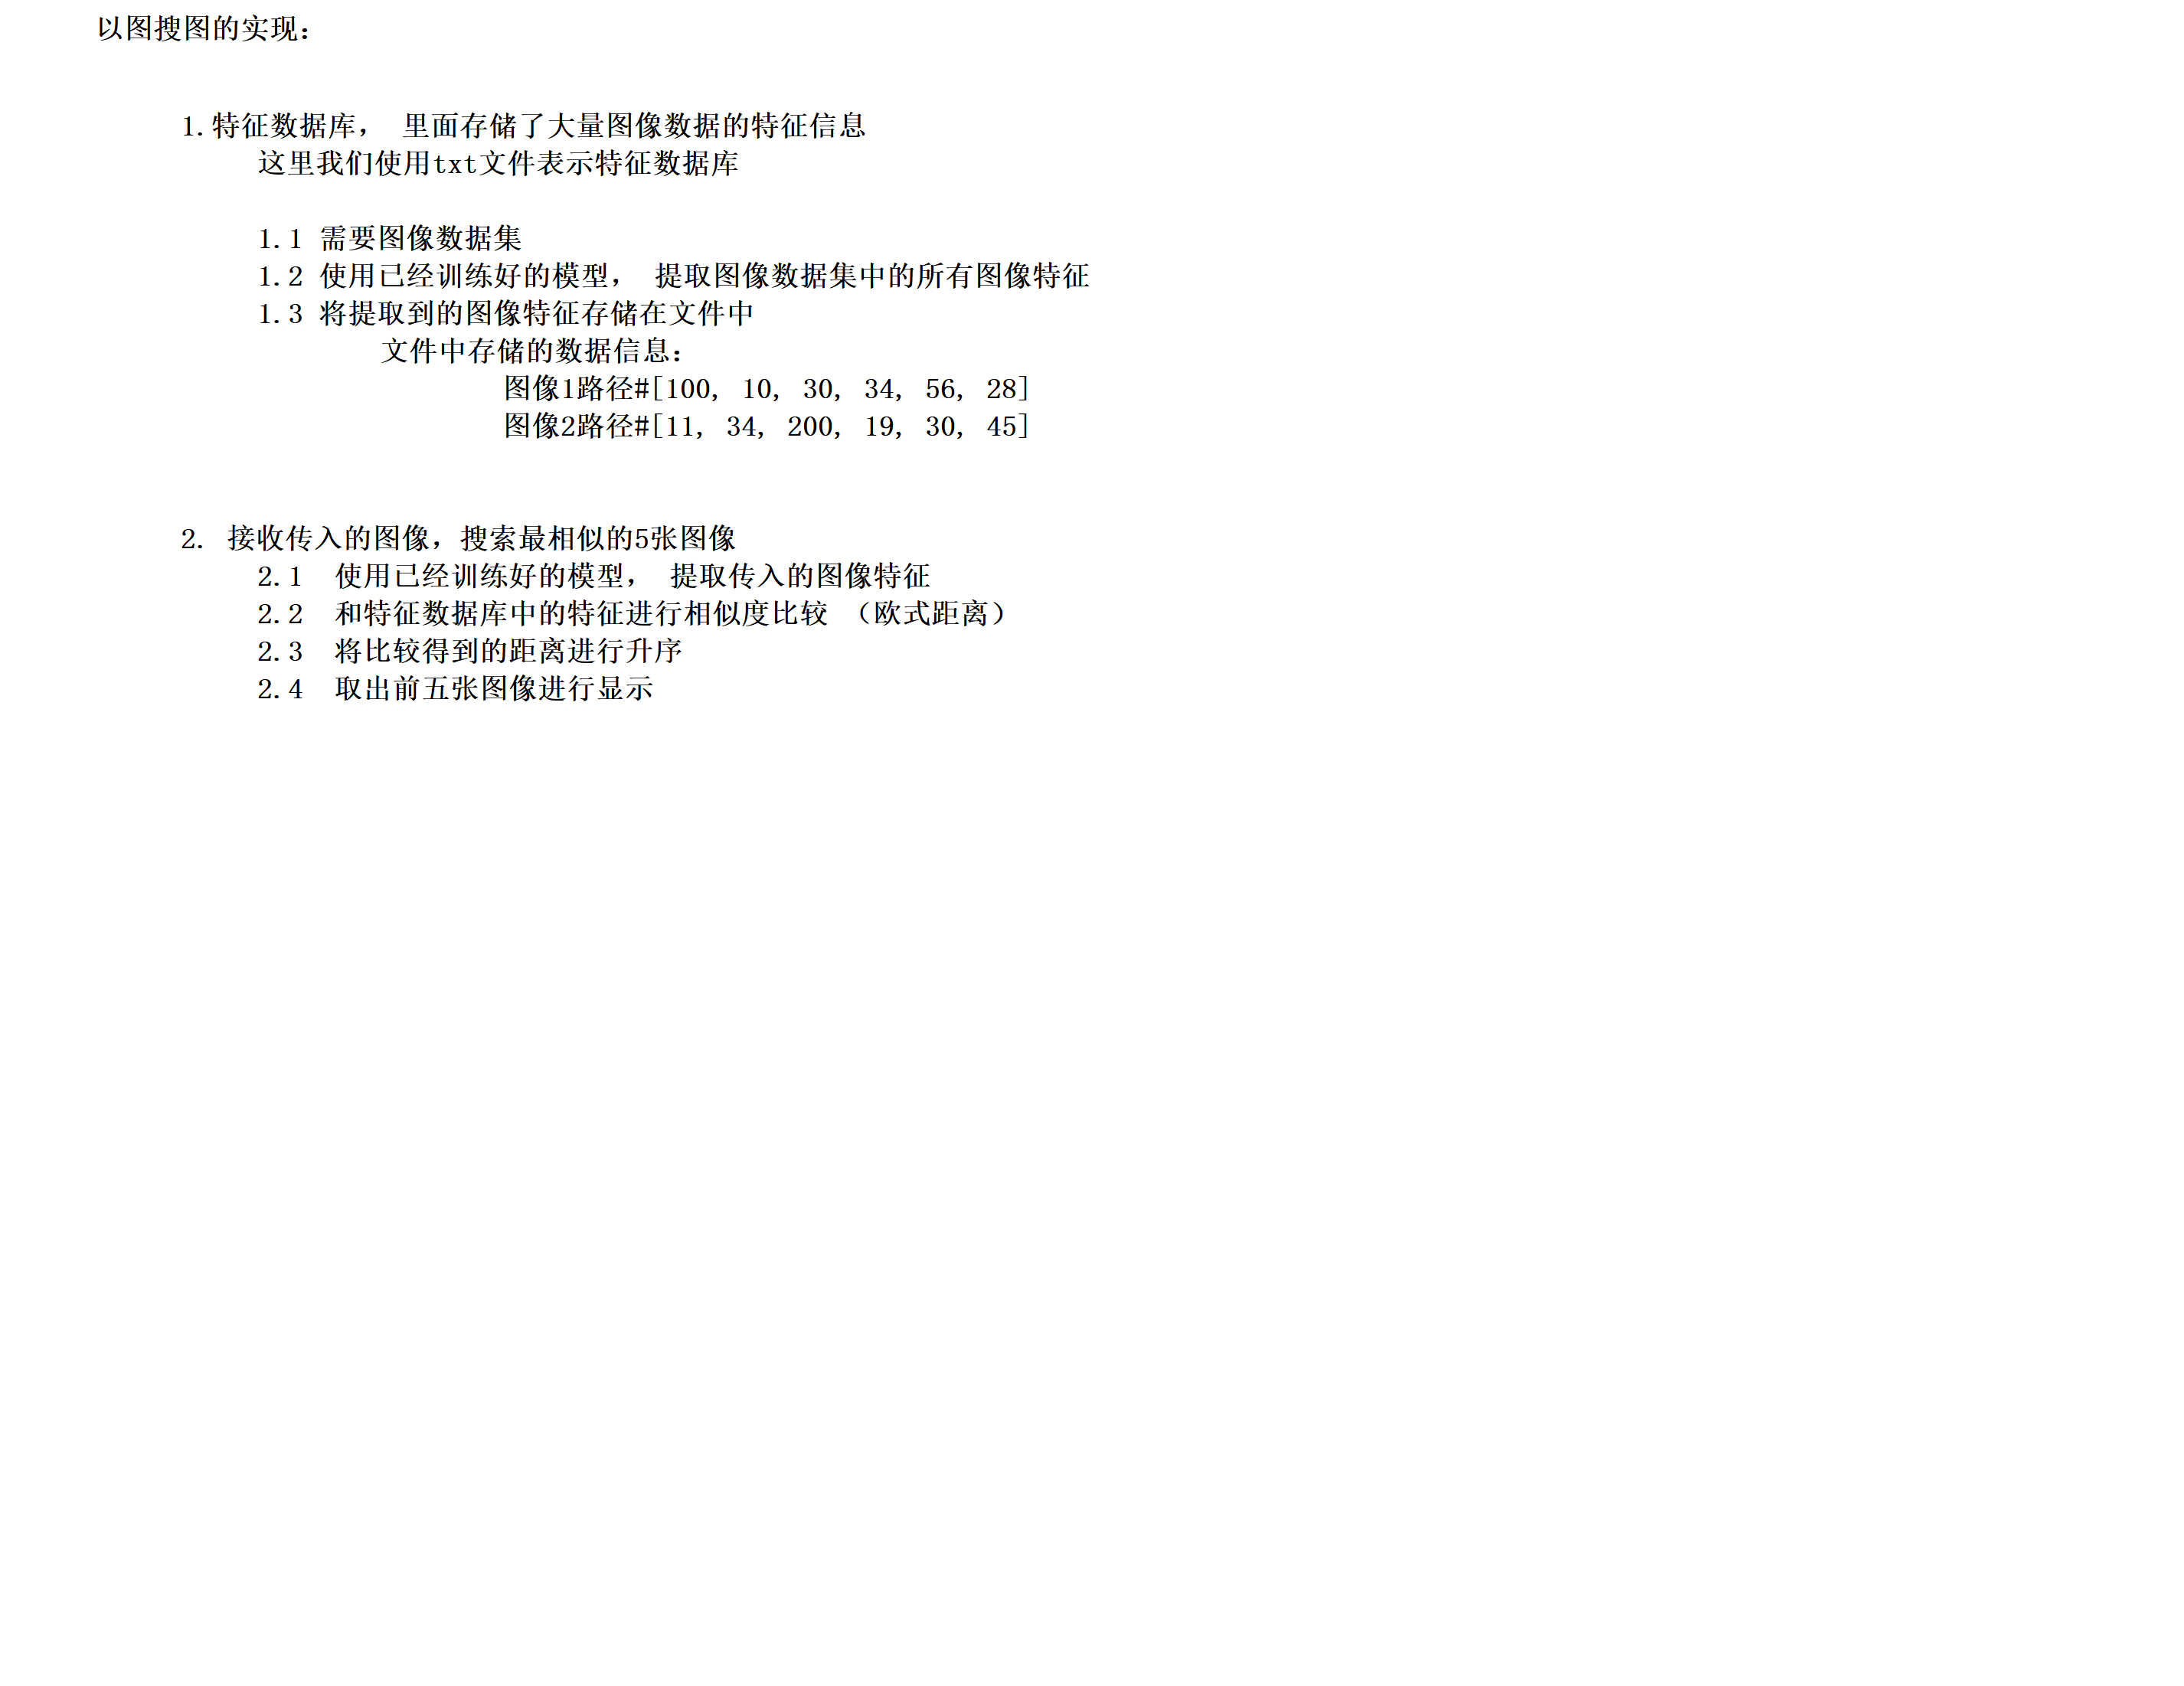 以图搜图的实现：
1.特征数据库， 里面存储了大量图像数据的特征信息
这里我们使用txt文件表示特征数据库
1.1 需要图像数据集
1.2 使用已经训练好的模型， 提取图像数据集中的所有图像特征
1.3 将提取到的图像特征存储在文件中
文件中存储的数据信息：
图像1路径#[100, 10, 30, 34, 56, 28]
图像2路径#[11, 34, 200, 19, 30, 45]
2. 接收传入的图像，搜索最相似的5张图像
2.1 使用已经训练好的模型， 提取传入的图像特征
2.2 和特征数据库中的特征进行相似度比较 （欧式距离）
2.3 将比较得到的距离进行升序
2.4 取出前五张图像进行显示